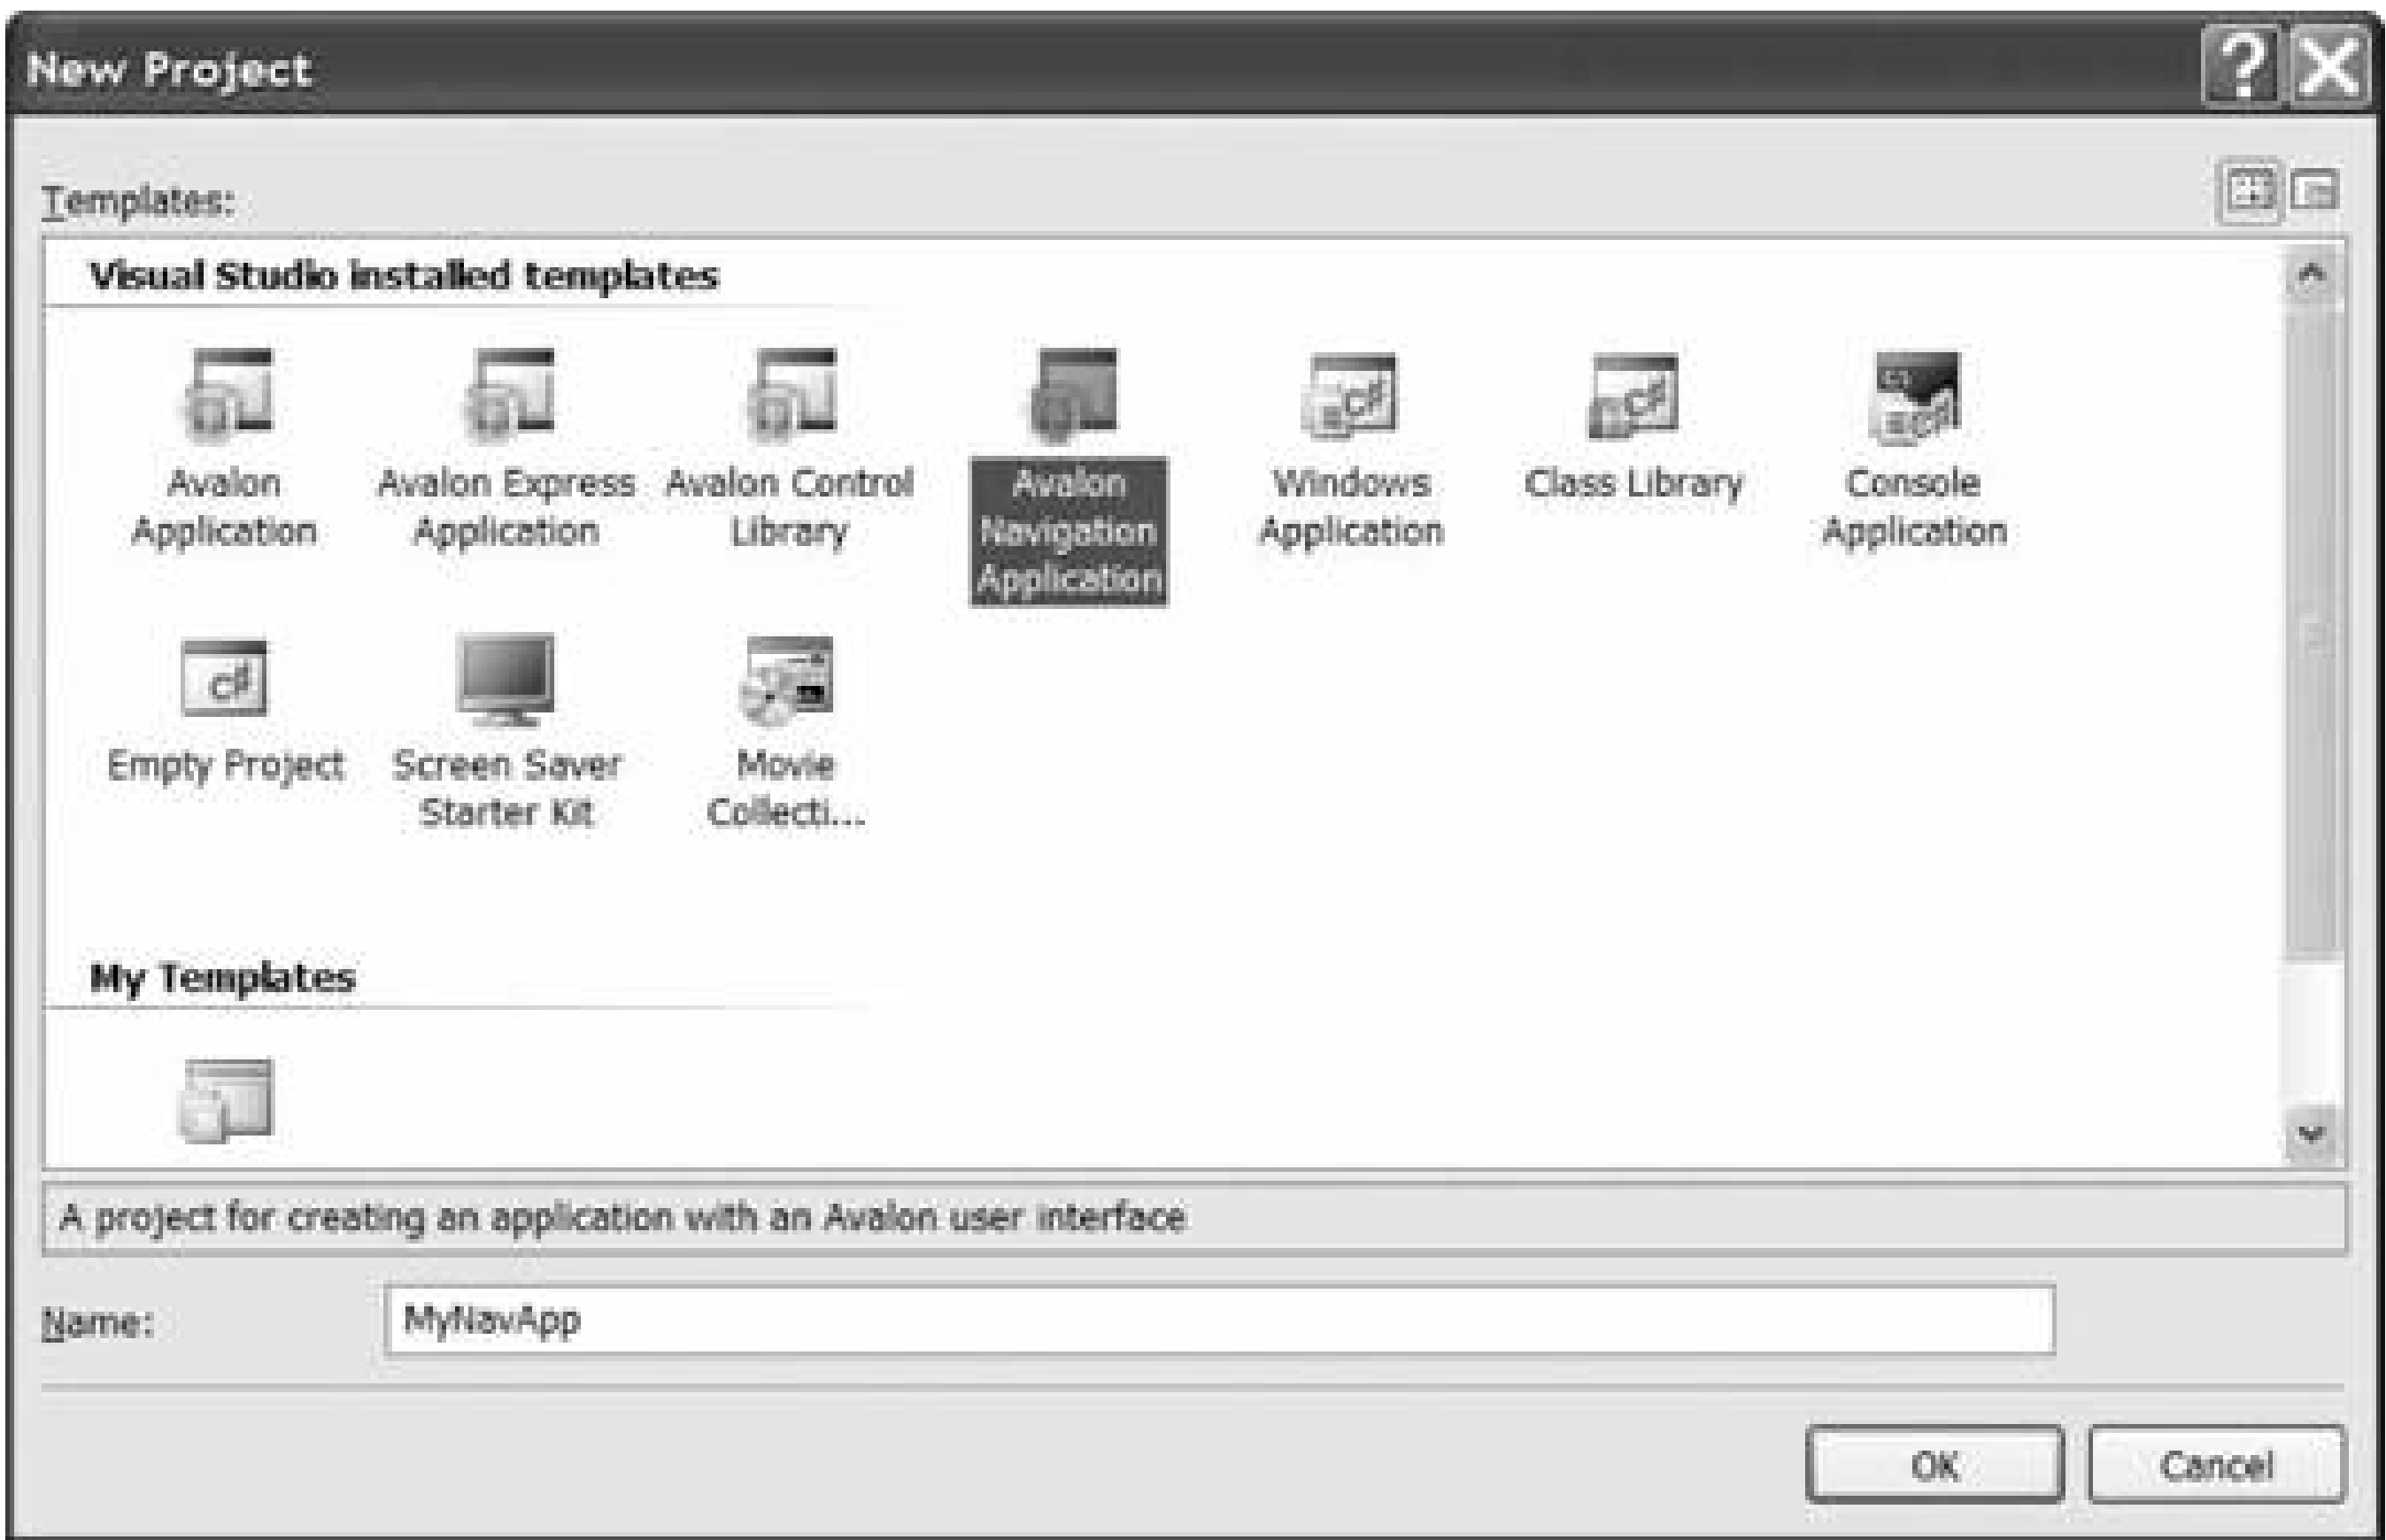 New Project
Templates:
Visual Studio installed templates
Avalon
Application
Avalon Express
Application
Avalon Control
Library
Avalon
Navigation
Application
Windows
Application
Class Library
Console
Application
Empty Project
Screen Saver
Starter Kit
Movie
Collecti...
My Templates
A project for creating an application with an Avalon user interface
Name:
MyNavApp
OK
Cancel